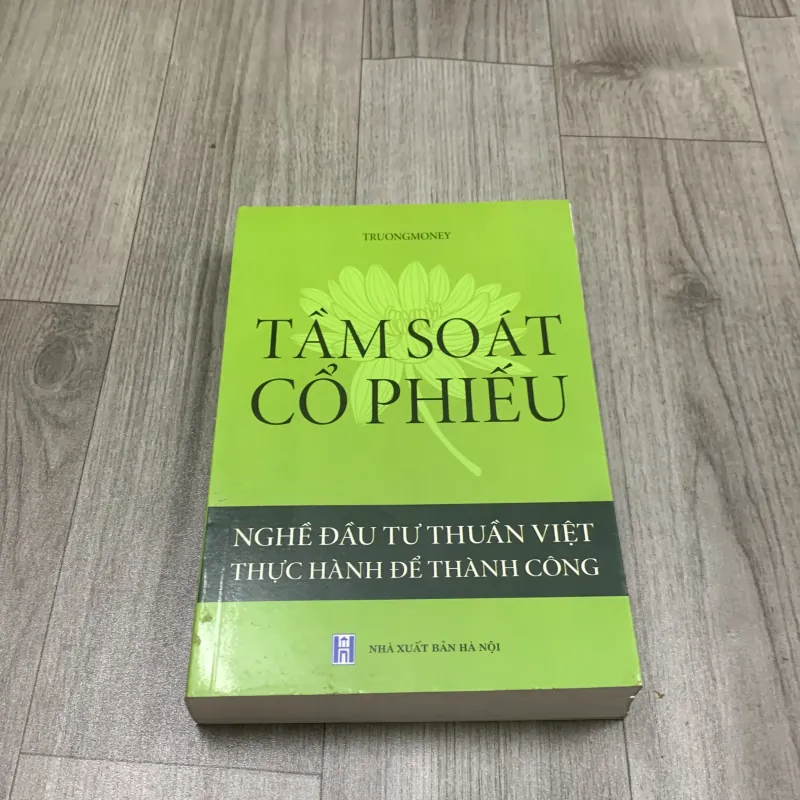 TRUONGMONEY
TẦM SOÁT
CỔ PHIẾU
NGHỀ ĐẦU TƯ THUẦN VIỆT
THỰC HÀNH ĐỂ THÀNH CÔNG
NHÀ XUẤT BẢN HÀ NỘI